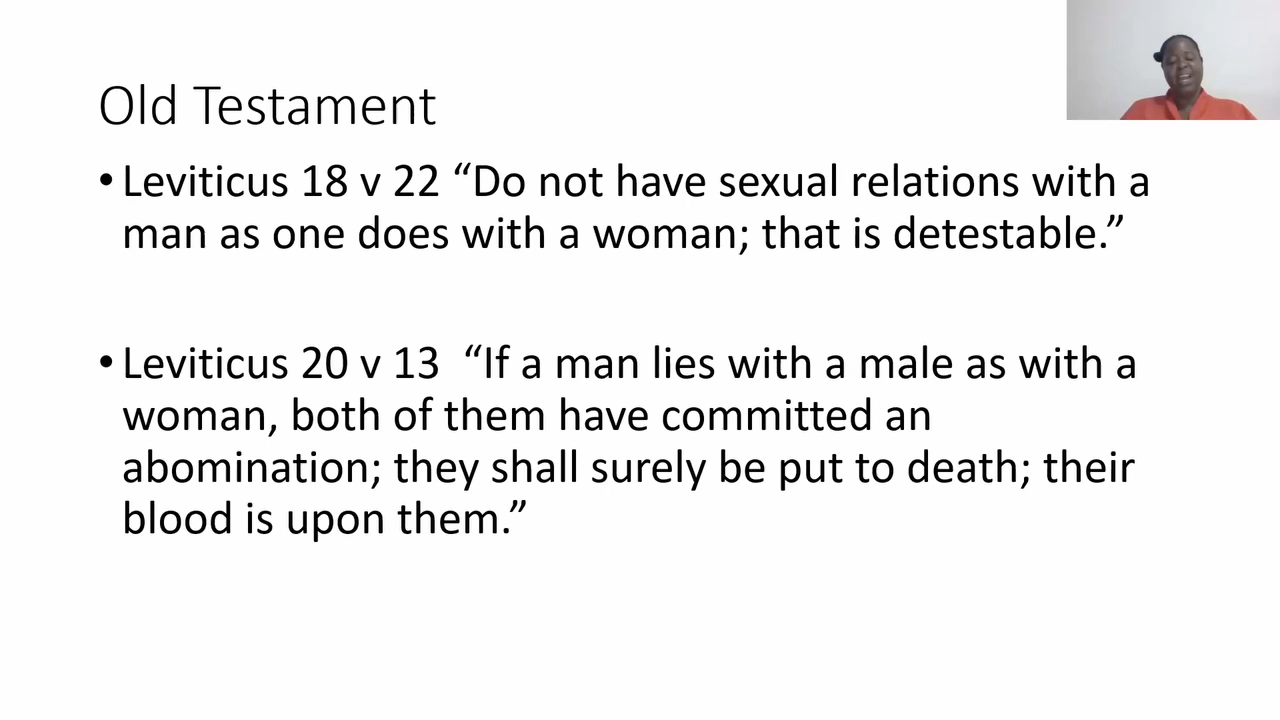 Old Testament
• Leviticus 18 v 22 “Do not have sexual relations with a
man as one does with a woman; that is detestable.”
• Leviticus 20 v 13  “If a man lies with a male as with a
woman, both of them have committed an
abomination; they shall surely be put to death; their
blood is upon them.”